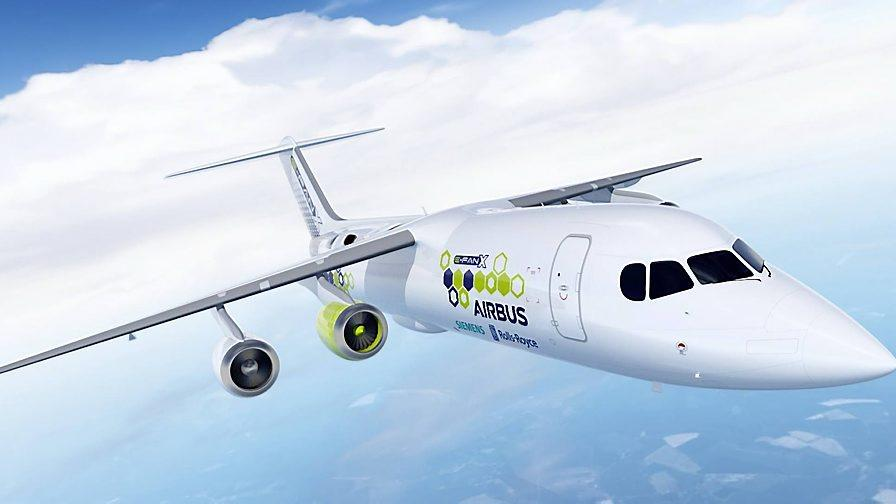 E-FAN X
AIRBUS
SIEMENS
Rolls-Royce